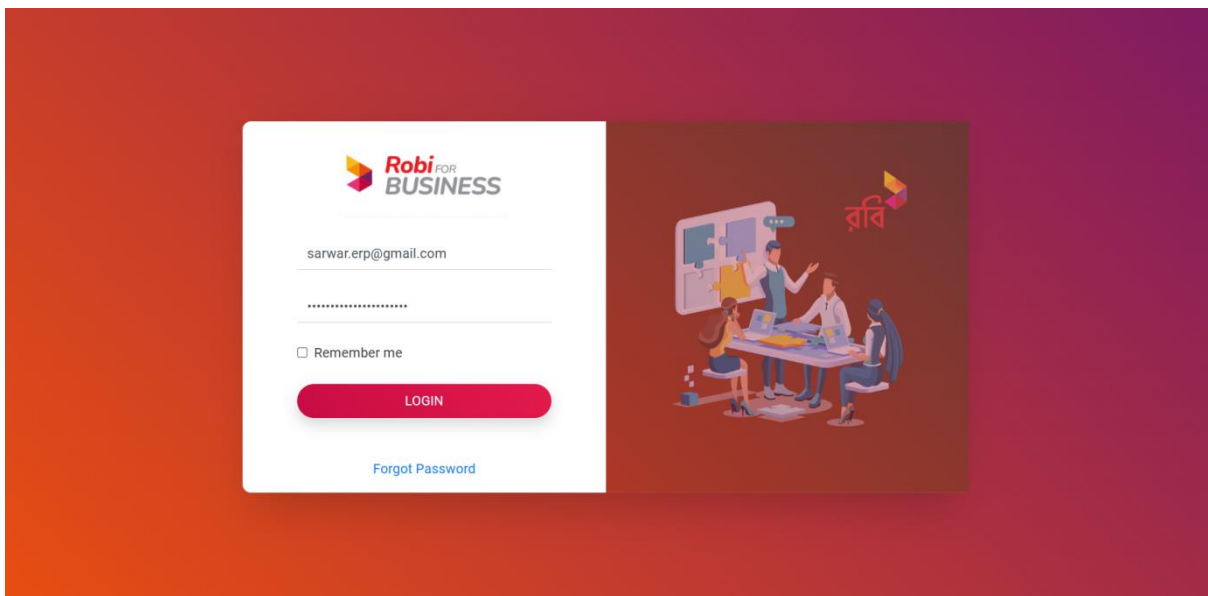 Robi FOR
BUSINESS
sarwar.erp@gmail.com
••••••••••••••••••••••
Remember me
LOGIN
Forgot Password
রবি